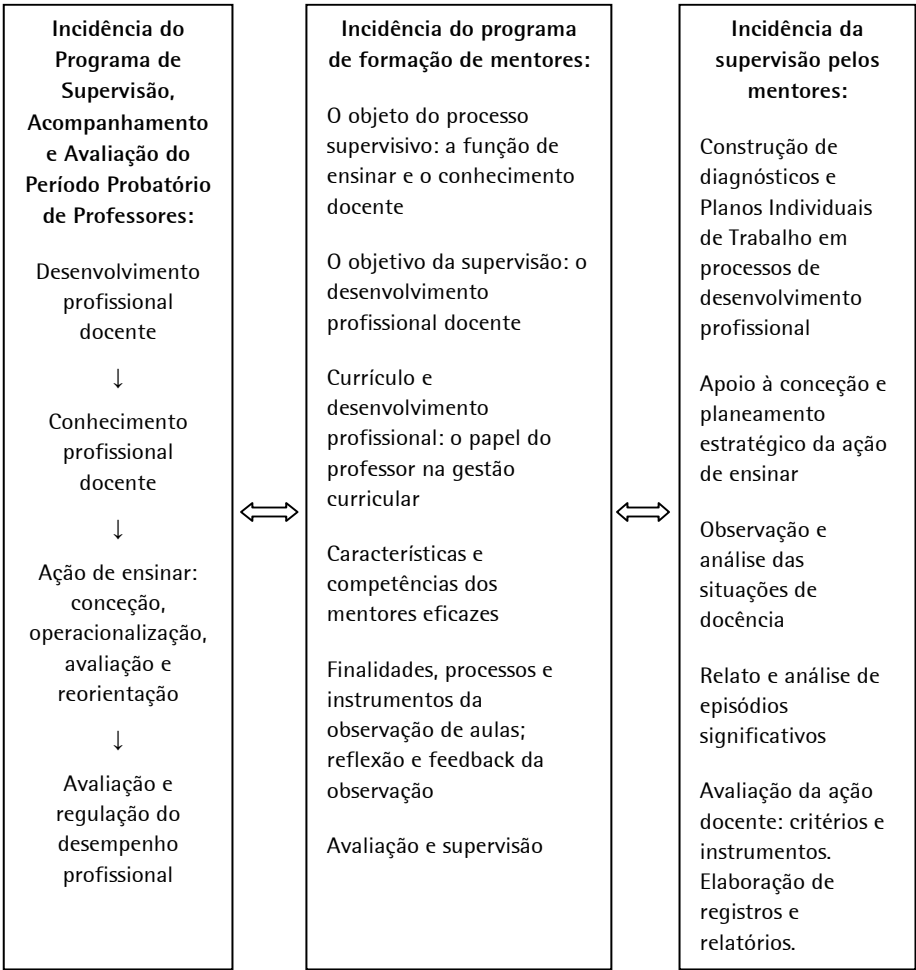 Incidência do
Programa de
Supervisão,
Acompanhamento
e Avaliação do
Período Probatório
de Professores:
Desenvolvimento
profissional
docente
↓
Conhecimento
profissional
docente
↓
Ação de ensinar:
conceção,
operacionalização,
avaliação e
reorientação
↓
Avaliação e
regulação do
desempenho
profissional
Incidência do programa
de formação de mentores:
O objeto do processo
supervisivo: a função de
ensinar e o conhecimento
docente
O objetivo da supervisão: o
desenvolvimento
profissional docente
Currículo e
desenvolvimento
profissional: o papel do
professor na gestão
curricular
Características e
competências dos
mentores eficazes
Finalidades, processos e
instrumentos da
observação de aulas;
reflexão e feedback da
observação
Avaliação e supervisão
Incidência da
supervisão pelos
mentores:
Construção de
diagnósticos e
Planos Individuais
de Trabalho em
processos de
desenvolvimento
profissional
Apoio à conceção e
planeamento
estratégico da ação
de ensinar
Observação e
análise das
situações de
docência
Relato e análise de
episódios
significativos
Avaliação da ação
docente: critérios e
instrumentos.
Elaboração de
registros e
relatórios.